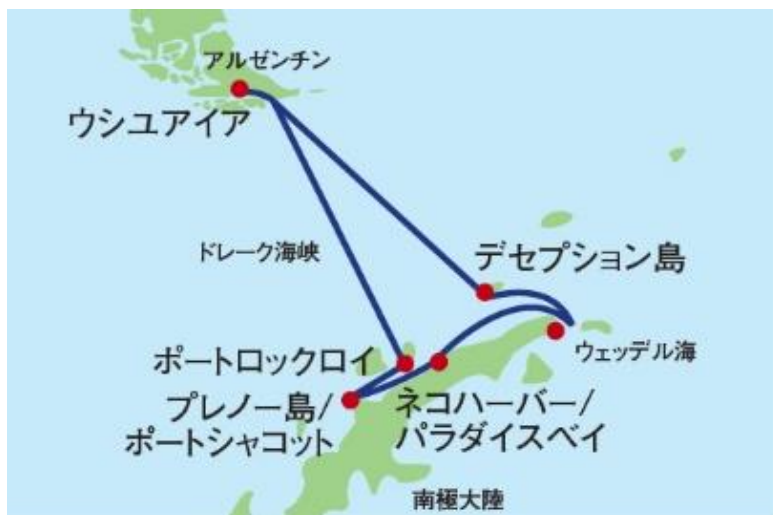 アルゼンチン
ウシユアイア
ドレーク海峡
デセプション島
ウェッデル海
ポートロックロイ
プレノー島/
ポートシャコット
ネコハーバー/
パラダイスベイ
南極大陸